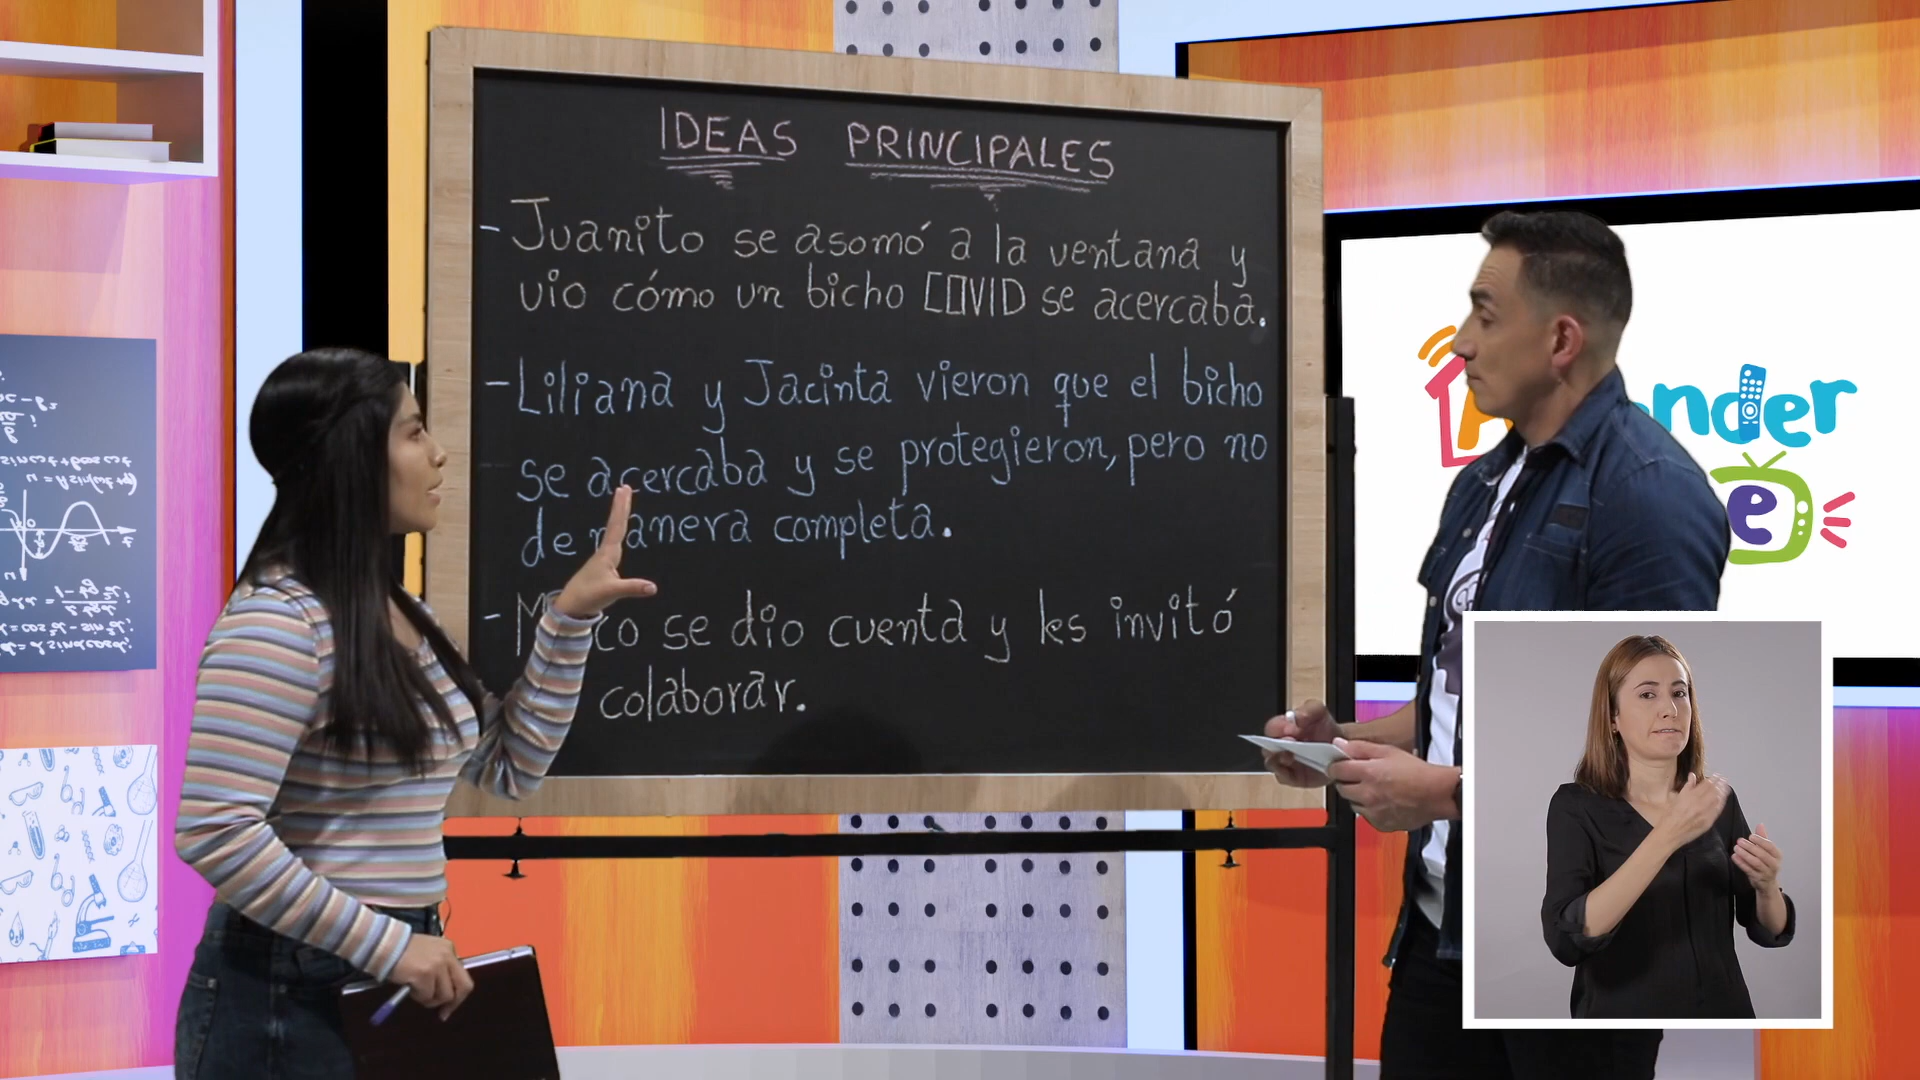 IDEAS PRINCIPALES
- Juanito se asomó a la ventana y
vio cómo un bicho COVID se acercaba.
- Liliana y Jacinta vieron que el bicho
se acercaba y se protegieron, pero no
de manera completa.
- se dio cuenta y les invitó
colaborar.
nder
e